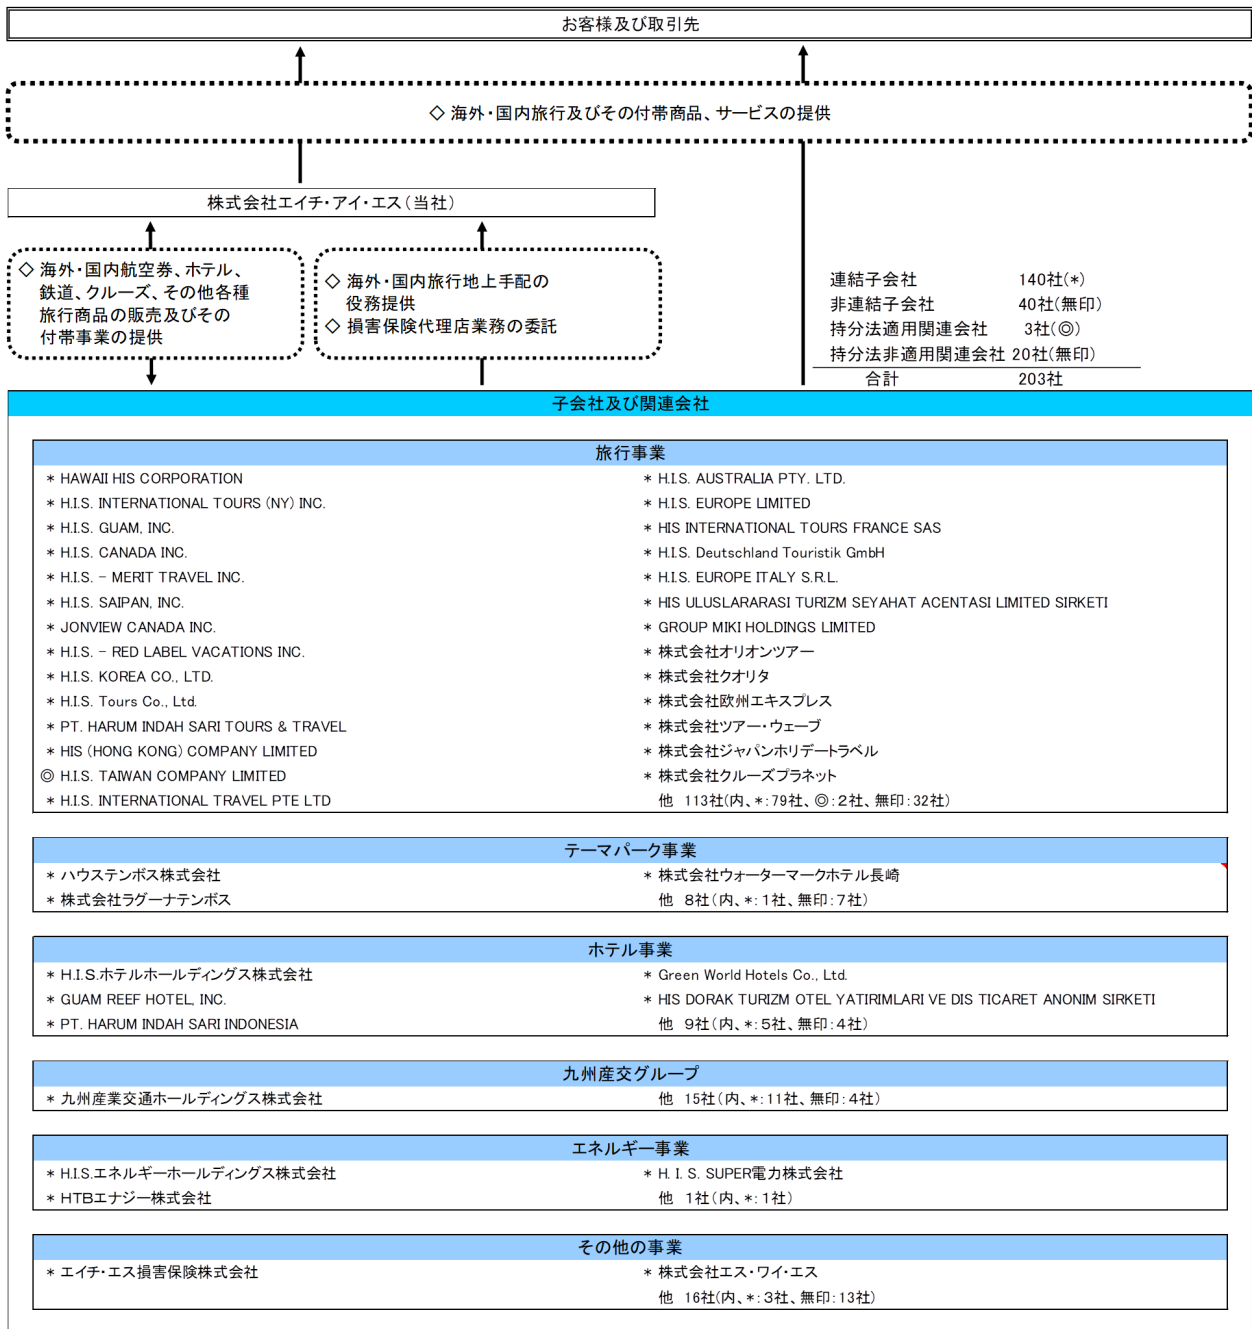 お客様及び取引先
◇ 海外・国内旅行及びその付帯商品、サービスの提供
株式会社エイチ・アイ・エス(当社)
◇ 海外・国内航空券、ホテル、
鉄道、クルーズ、その他各種
旅行商品の販売及びその
付帯事業の提供
◇ 海外・国内旅行地上手配の
役務提供
◇ 損害保険代理店業務の委託
連結子会社 140社(*)
非連結子会社 40社(無印)
持分法適用関連会社 3社(◎)
持分法非適用関連会社 20社(無印)
合計 203社
子会社及び関連会社
旅行事業
* HAWAII HIS CORPORATION
* H.I.S. INTERNATIONAL TOURS (NY) INC.
* H.I.S. GUAM, INC.
* H.I.S. CANADA INC.
* H.I.S. - MERIT TRAVEL INC.
* H.I.S. SAIPAN, INC.
* JONVIEW CANADA INC.
* H.I.S. - RED LABEL VACATIONS INC.
* H.I.S. KOREA CO., LTD.
* H.I.S. Tours Co., Ltd.
* PT. HARUM INDAH SARI TOURS & TRAVEL
* HIS (HONG KONG) COMPANY LIMITED
◎ H.I.S. TAIWAN COMPANY LIMITED
* H.I.S. INTERNATIONAL TRAVEL PTE LTD
* H.I.S. AUSTRALIA PTY. LTD.
* H.I.S. EUROPE LIMITED
* HIS INTERNATIONAL TOURS FRANCE SAS
* H.I.S. Deutschland Touristik GmbH
* H.I.S. EUROPE ITALY S.R.L.
* HIS ULUSLARARASI TURIZM SEYAHAT ACENTASI LIMITED SIRKETI
* GROUP MIKI HOLDINGS LIMITED
* 株式会社オリオンツアー
* 株式会社クオリタ
* 株式会社欧州エキスプレス
* 株式会社ツアー・ウェーブ
* 株式会社ジャパンホリデートラベル
* 株式会社クルーズプラネット
他 113社(内、*:79社、◎:2社、無印:32社)
テーマパーク事業
* ハウステンボス株式会社
* 株式会社ラグーナテンボス
* 株式会社ウォーターマークホテル長崎
他 8社(内、*:1社、無印:7社)
ホテル事業
* H.I.S.ホテルホールディングス株式会社
* GUAM REEF HOTEL, INC.
* PT. HARUM INDAH SARI INDONESIA
* Green World Hotels Co., Ltd.
* HIS DORAK TURIZM OTEL YATIRIMLARI VE DIS TICARET ANONIM SIRKETI
他 9社(内、*:5社、無印:4社)
九州産交グループ
* 九州産業交通ホールディングス株式会社
他 15社(内、*:11社、無印:4社)
エネルギー事業
* H.I.S.エネルギーホールディングス株式会社
* HTBエナジー株式会社
* H. I. S. SUPER電力株式会社
他 1社(内、*:1社)
その他の事業
* エイチ・エス損害保険株式会社
* 株式会社エス・ワイ・エス
他 16社(内、*:3社、無印:13社)